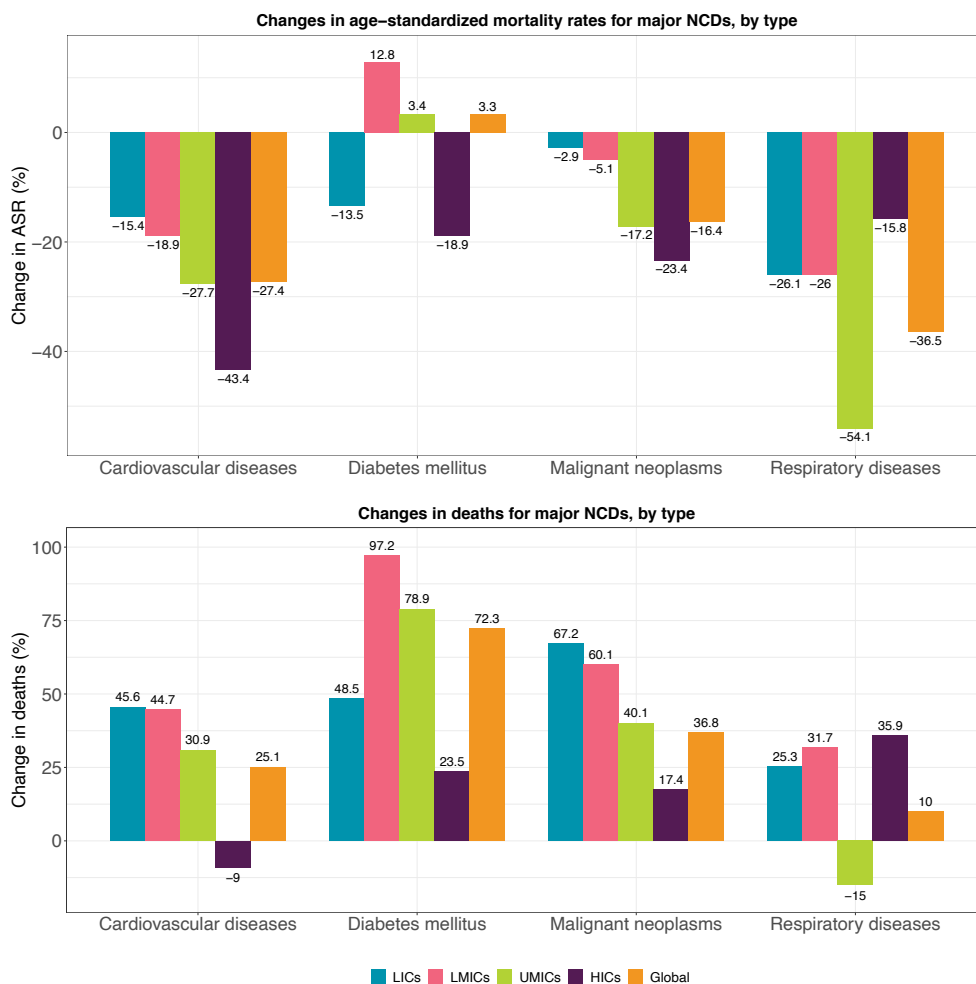 Changes in age−standardized mortality rates for major NCDs, by type
Change in ASR (%)
0
−20
−40
−15.4
−18.9
−27.7
−43.4
−27.4
−13.5
12.8
3.4
−18.9
3.3
−2.9
−5.1
−17.2
−23.4
−16.4
−26.1
−26
−54.1
−15.8
−36.5
Cardiovascular diseases
Diabetes mellitus
Malignant neoplasms
Respiratory diseases
Changes in deaths for major NCDs, by type
Change in deaths (%)
100
75
50
25
0
45.6
44.7
30.9
−9
25.1
48.5
97.2
78.9
23.5
72.3
67.2
60.1
40.1
17.4
36.8
25.3
31.7
−15
35.9
10
Cardiovascular diseases
Diabetes mellitus
Malignant neoplasms
Respiratory diseases
LICs
LMICs
UMICs
HICs
Global